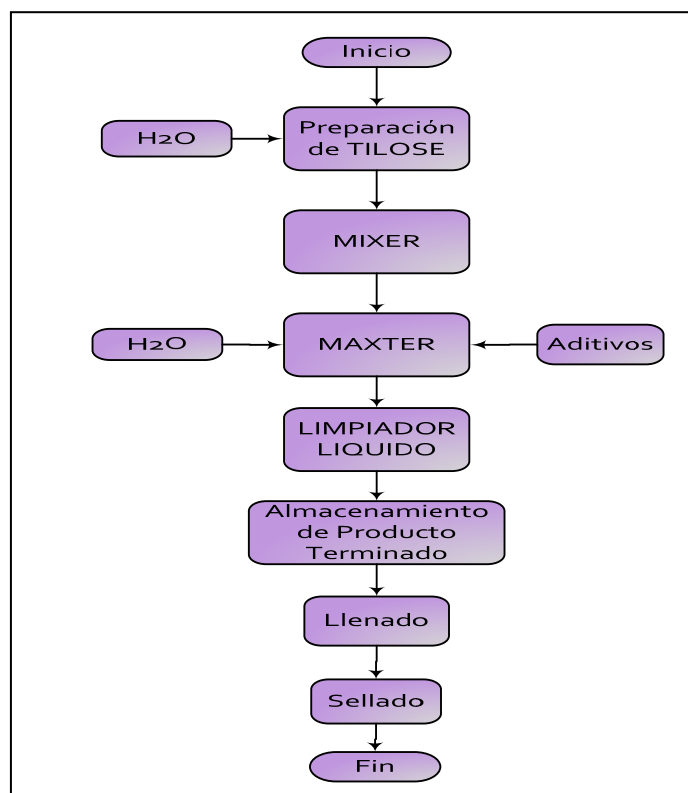 Inicio
H2O
Preparación
de TILOSE
MIXER
H2O
MAXTER
Aditivos
LIMPIADOR
LIQUIDO
Almacenamiento
de Producto
Terminado
Llenado
Sellado
Fin